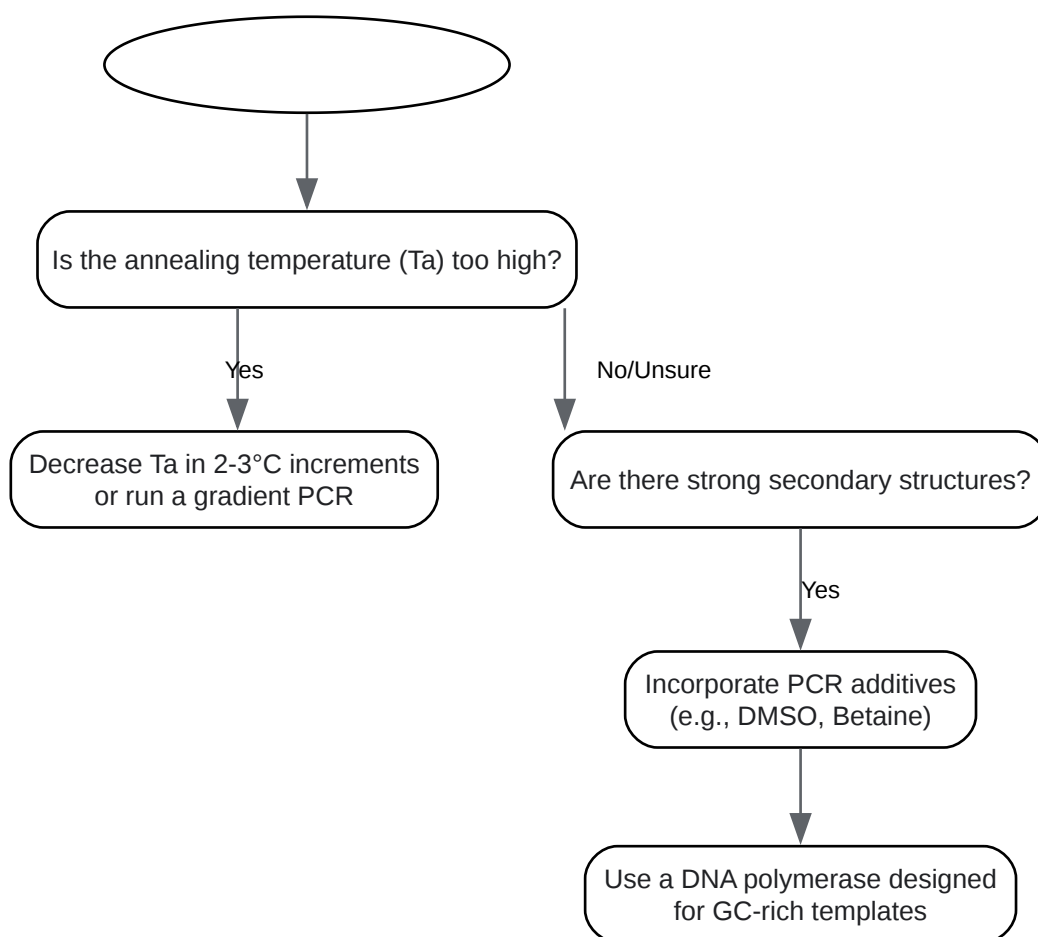 Is the annealing temperature (Ta) too high?
Yes
No/Unsure
Decrease Ta in 2-3°C increments
or run a gradient PCR
Are there strong secondary structures?
Yes
Incorporate PCR additives
(e.g., DMSO, Betaine)
Use a DNA polymerase designed
for GC-rich templates